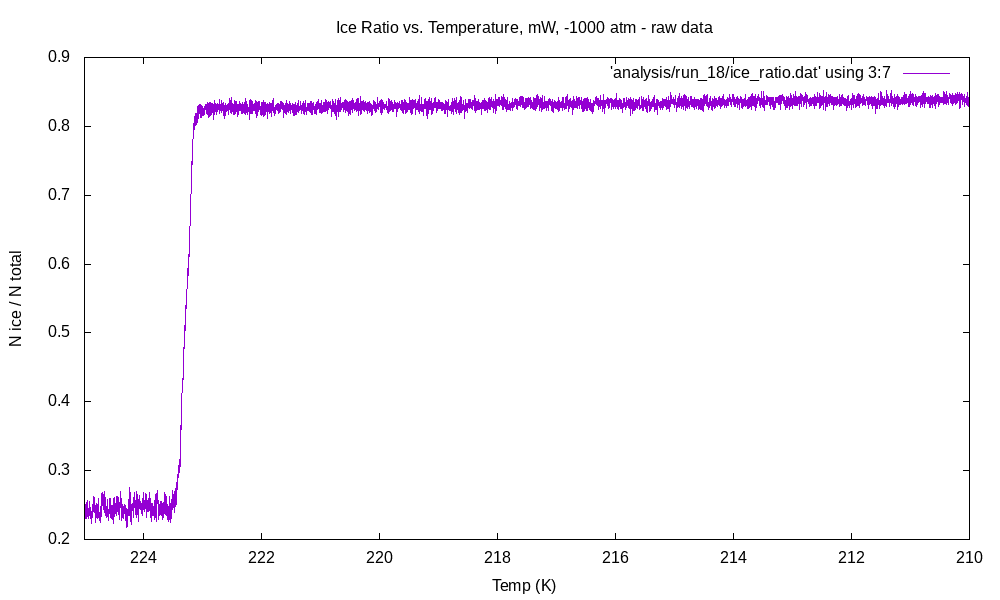 Ice Ratio vs. Temperature, mW, -1000 atm - raw data
'analysis/run_18/ice_ratio.dat' using 3:7
N ice / N total
0.9
0.8
0.7
0.6
0.5
0.4
0.3
0.2
224 222 220 218 216 214 212 210
Temp (K)